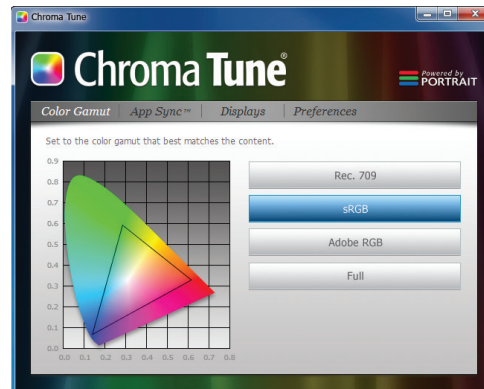 Chroma Tune
Chroma Tune®
Powered by
PORTRAIT
Color Gamut App Sync™ Displays Preferences
Set to the color gamut that best matches the content.
0.9
0.8
0.7
0.6
0.5
0.4
0.3
0.2
0.1
0.0
0.0 0.1 0.2 0.3 0.4 0.5 0.6 0.7 0.8
Rec. 709
sRGB
Adobe RGB
Full